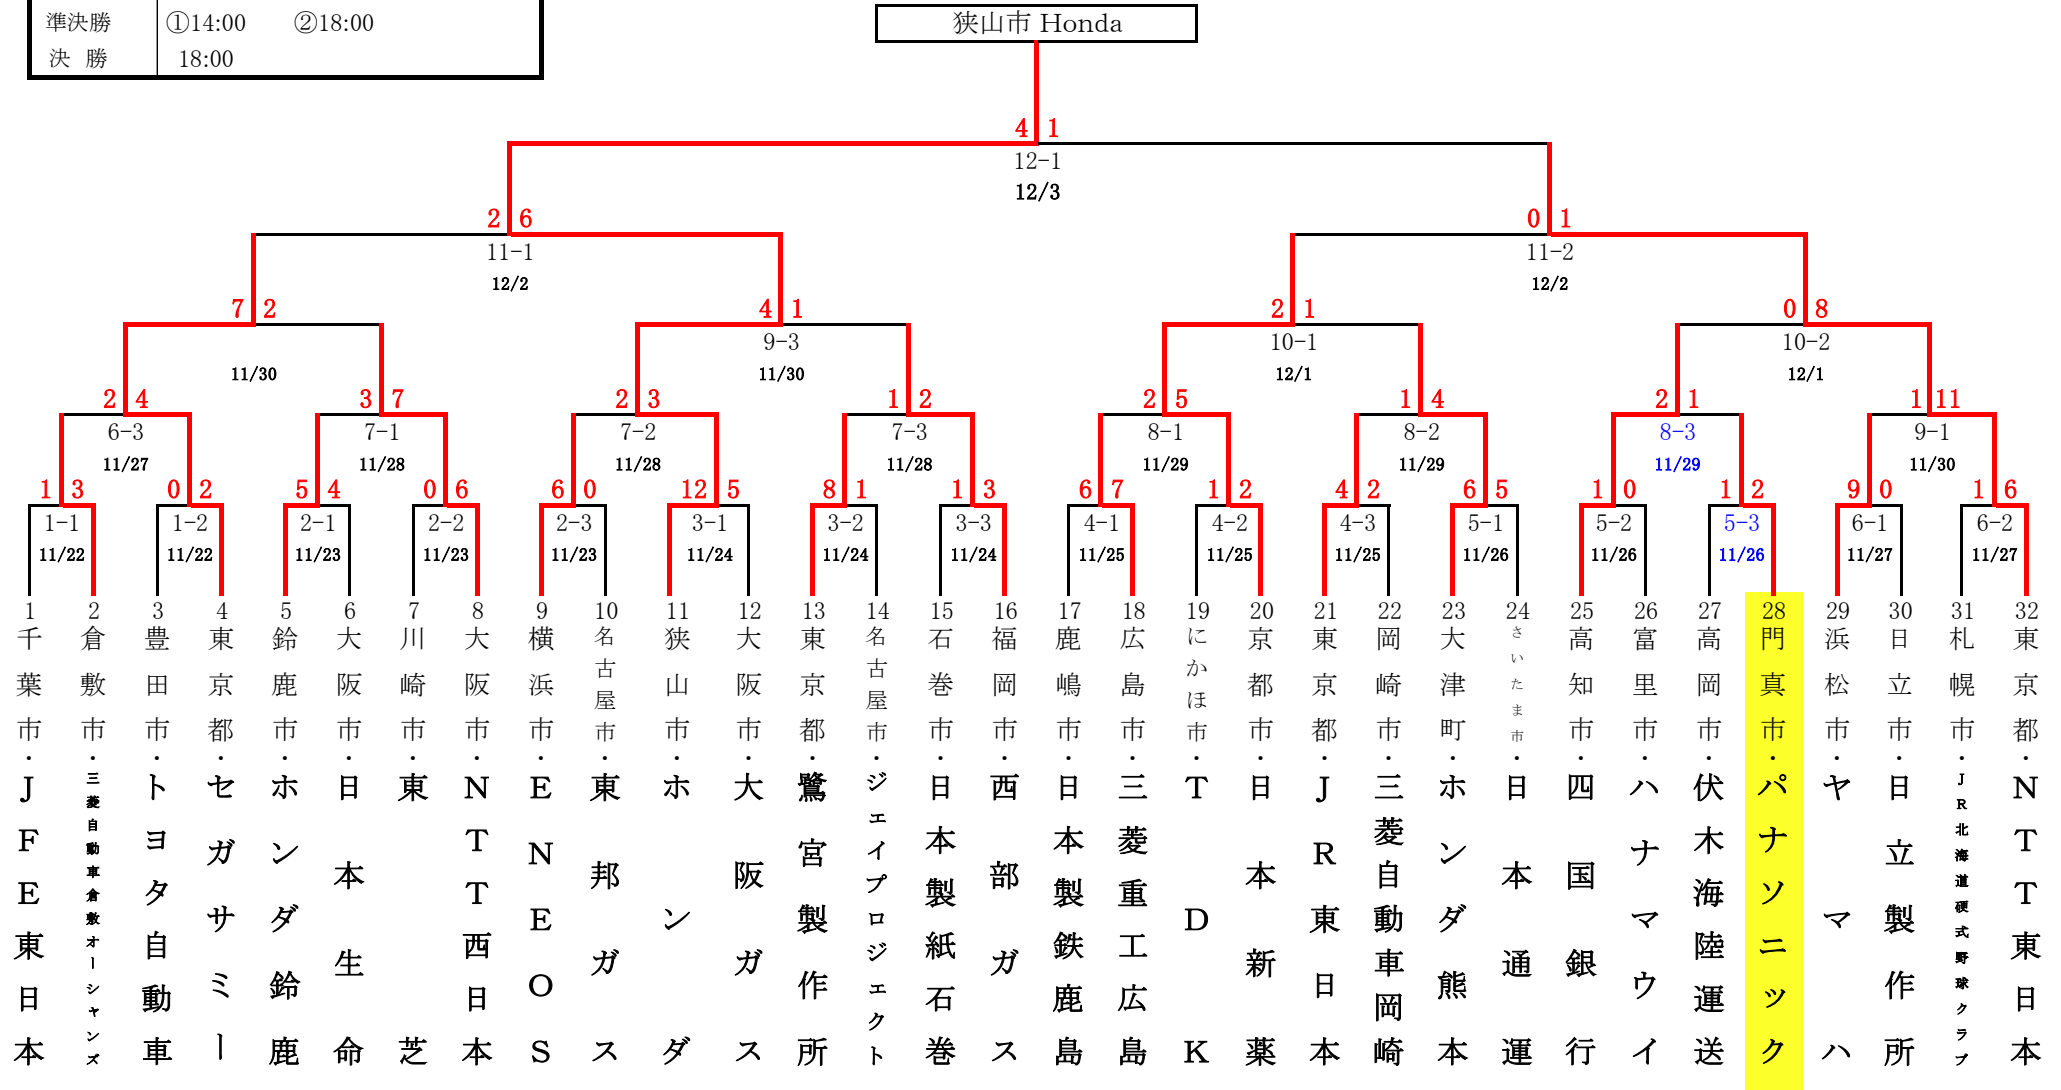 準決勝 ①14:00 ②18:00
決 勝 18:00
狭山市 Honda
4 1
12-1
12/3
2 6 0 1
11-1 11-2
12/2 12/2
7 2 4 1 2 1 0 8
9-3 10-1 10-2
11/30 11/30 12/1 12/1
2 4 3 7 2 3 1 2 2 5 1 4 2 1 1 11
6-3 7-1 7-2 7-3 8-1 8-2 8-3 9-1
11/27 11/28 11/28 11/28 11/29 11/29 11/29 11/30
1 3 0 2 5 4 0 6 6 0 12 5 8 1 1 3 6 7 1 2 4 2 6 5 1 0 1 2 9 0 1 6
1-1 1-2 2-1 2-2 2-3 3-1 3-2 3-3 4-1 4-2 4-3 5-1 5-2 5-3 6-1 6-2
11/22 11/22 11/23 11/23 11/23 11/24 11/24 11/24 11/25 11/25 11/25 11/26 11/26 11/26 11/27 11/27
1 千葉市・JFE東日本
2 倉敷市・三菱自動車倉敷オーシャンズ
3 豊田市・トヨタ自動車
4 東京都・セガサミー
5 鈴鹿市・ホンダ鈴鹿
6 大阪市・日本生命
7 川崎市・東芝
8 大阪市・NTT西日本
9 横浜市・ENEOS
10 名古屋市・東邦ガス
11 狭山市・ホンダ
12 大阪市・大阪ガス
13 東京都・鷺宮製作所
14 名古屋市・ジェイプロジェクト
15 石巻市・日本製紙石巻
16 福岡市・西部ガス
17 鹿嶋市・日本製鉄鹿島
18 広島市・三菱重工広島
19 にかほ市・TDK
20 京都市・日本新薬
21 東京都・JR東日本
22 岡崎市・三菱自動車岡崎
23 大津町・ホンダ熊本
24 さいたま市・日本通運
25 高知市・四国銀行
26 富里市・ハナマウイ
27 高岡市・伏木海陸運送
28 門真市・パナソニック
29 浜松市・ヤマハ
30 日立市・日立製作所
31 札幌市・JR北海道硬式野球クラブ
32 東京都・NTT東日本